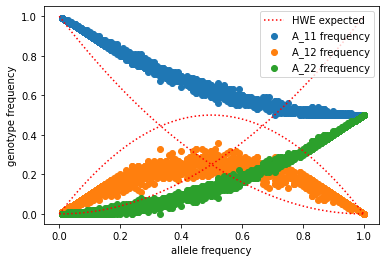 HWE expected
A_11 frequency
A_12 frequency
A_22 frequency
genotype frequency
1.0
0.8
0.6
0.4
0.2
0.0
0.0 0.2 0.4 0.6 0.8 1.0
allele frequency